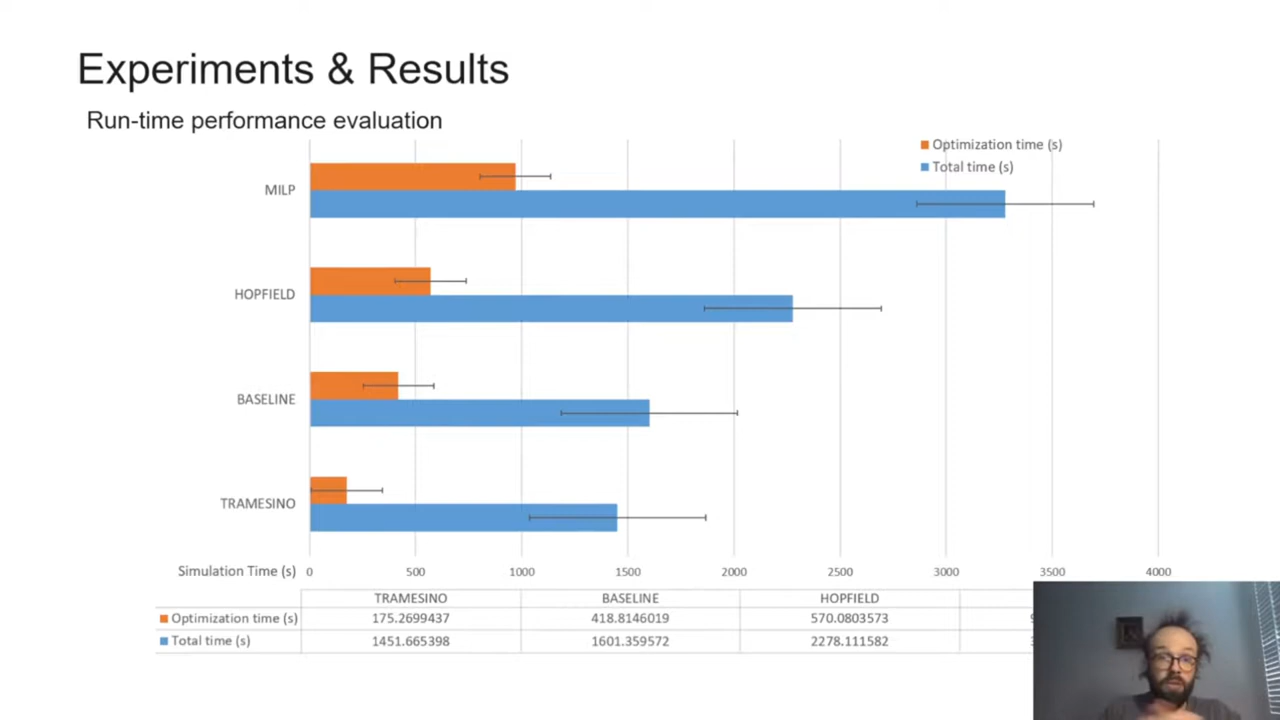 Experiments & Results
Run-time performance evaluation
Optimization time (s)
Total time (s)
MILP
HOPFIELD
BASELINE
TRAMESINO
Simulation Time (s) 0 500 1000 1500 2000 2500 3000 3500 4000
TRAMESINO BASELINE HOPFIELD
Optimization time (s) 175.2699437 418.8146019 570.0803573
Total time (s) 1451.665398 1601.359572 2278.111582